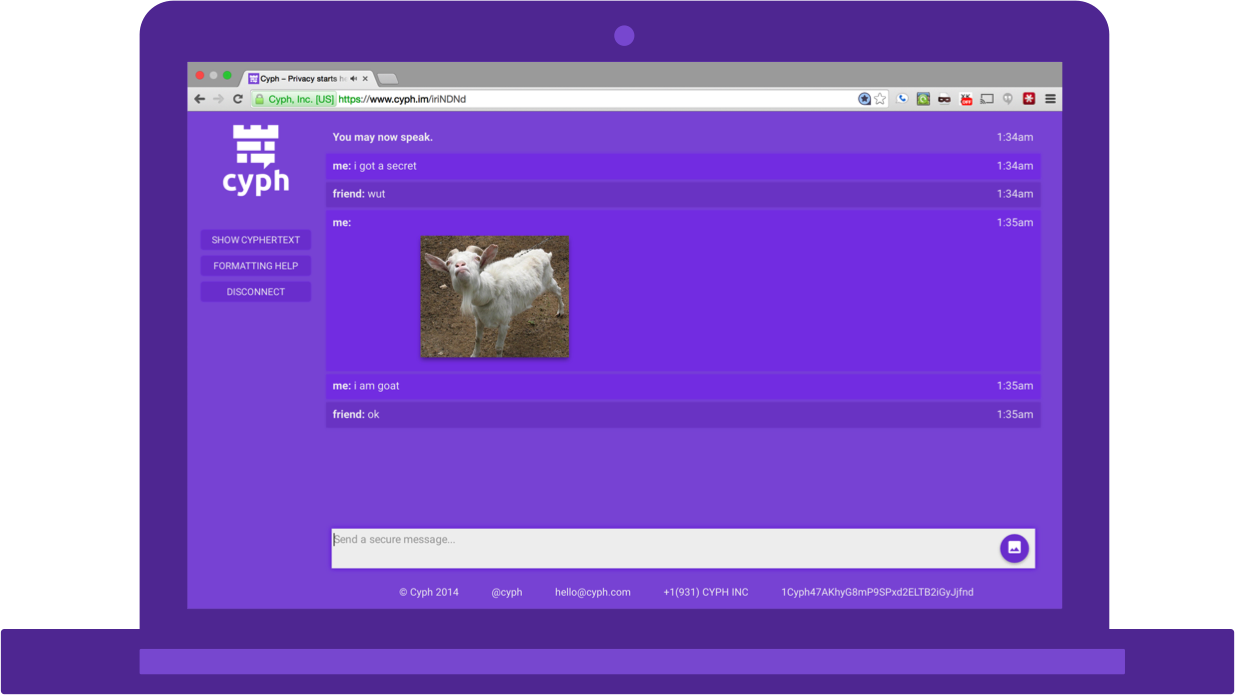 Cyph – Privacy starts h
Cyph, Inc. [US] https://www.cyph.im/iriNDNd
cyph
SHOW CYPHERTEXT
FORMATTING HELP
DISCONNECT
You may now speak. 1:34am
me: i got a secret 1:34am
friend: wut 1:34am
me: 1:35am
me: i am goat 1:35am
friend: ok 1:35am
Send a secure message...
© Cyph 2014 @cyph hello@cyph.com +1(931) CYPH INC 1Cyph47AKhyG8mP9SPxd2ELTB2iGyJjfnd